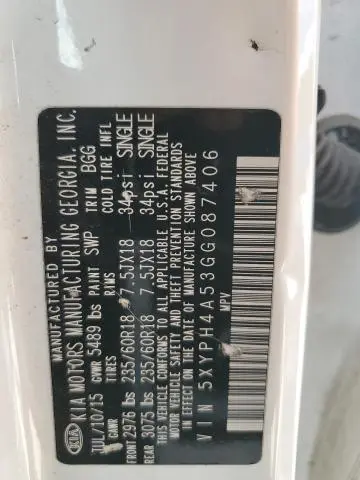 MANUFACTURED BY
KIA KIA MOTORS MANUFACTURING GEORGIA, INC.
JUL/10/15 GVWR 5489 lbs PAINT SWP TRIM BGG
GAWR TIRES RIMS COLD TIRE INFL
FRONT 2976 lbs 235/60R18 7.5JX18 34psi SINGLE
REAR 3075 lbs 235/60R18 7.5JX18 34psi SINGLE
THIS VEHICLE CONFORMS TO ALL APPLICABLE U.S.A. FEDERAL
MOTOR VEHICLE SAFETY AND THEFT PREVENTION STANDARDS
IN EFFECT ON THE DATE OF MANUFACTURE SHOWN ABOVE
VIN 5XYPH4A53GG087406
MPV